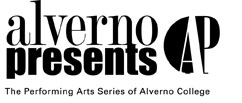 alverno
presents
AP
The Performing Arts Series of Alverno College